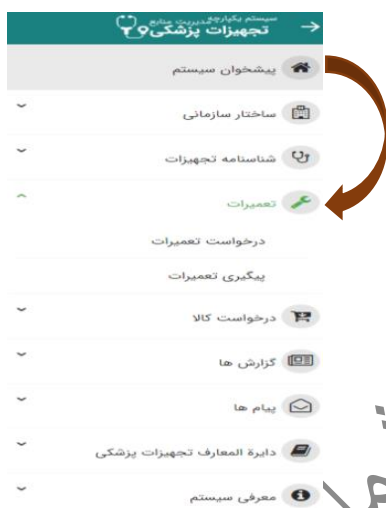 سیستم یکپارچه مدیریت منابع
تجهیزات پزشکی
پیشخوان سیستم
ساختار سازمانی
شناسنامه تجهیزات
تعمیرات
درخواست تعمیرات
پیگیری تعمیرات
درخواست کالا
گزارش ها
پیام ها
دایرة المعارف تجهیزات پزشکی
معرفی سیستم